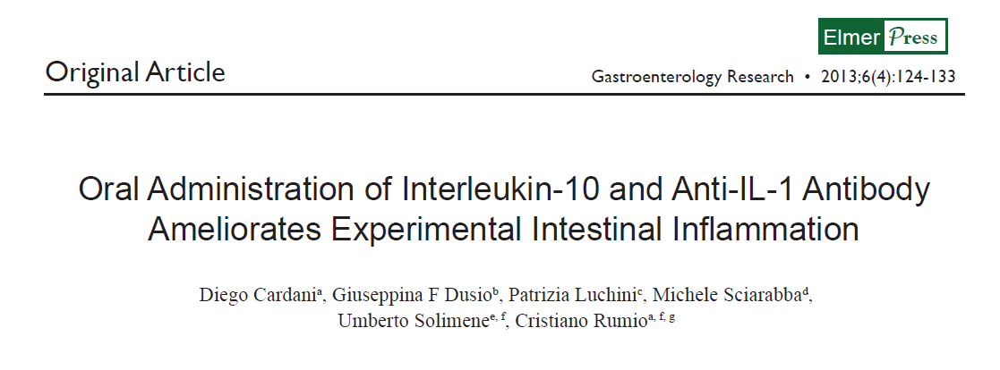 Elmer Press
Original Article
Gastroenterology Research • 2013;6(4):124-133
Oral Administration of Interleukin-10 and Anti-IL-1 Antibody
Ameliorates Experimental Intestinal Inflammation
Diego Cardaniᵃ, Giuseppina F Dusioᵇ, Patrizia Luchiniᶜ, Michele Sciarabbaᵈ,
Umberto Solimeneᵉ, ᶠ, Cristiano Rumioᵃ, ᶠ, ᵍ